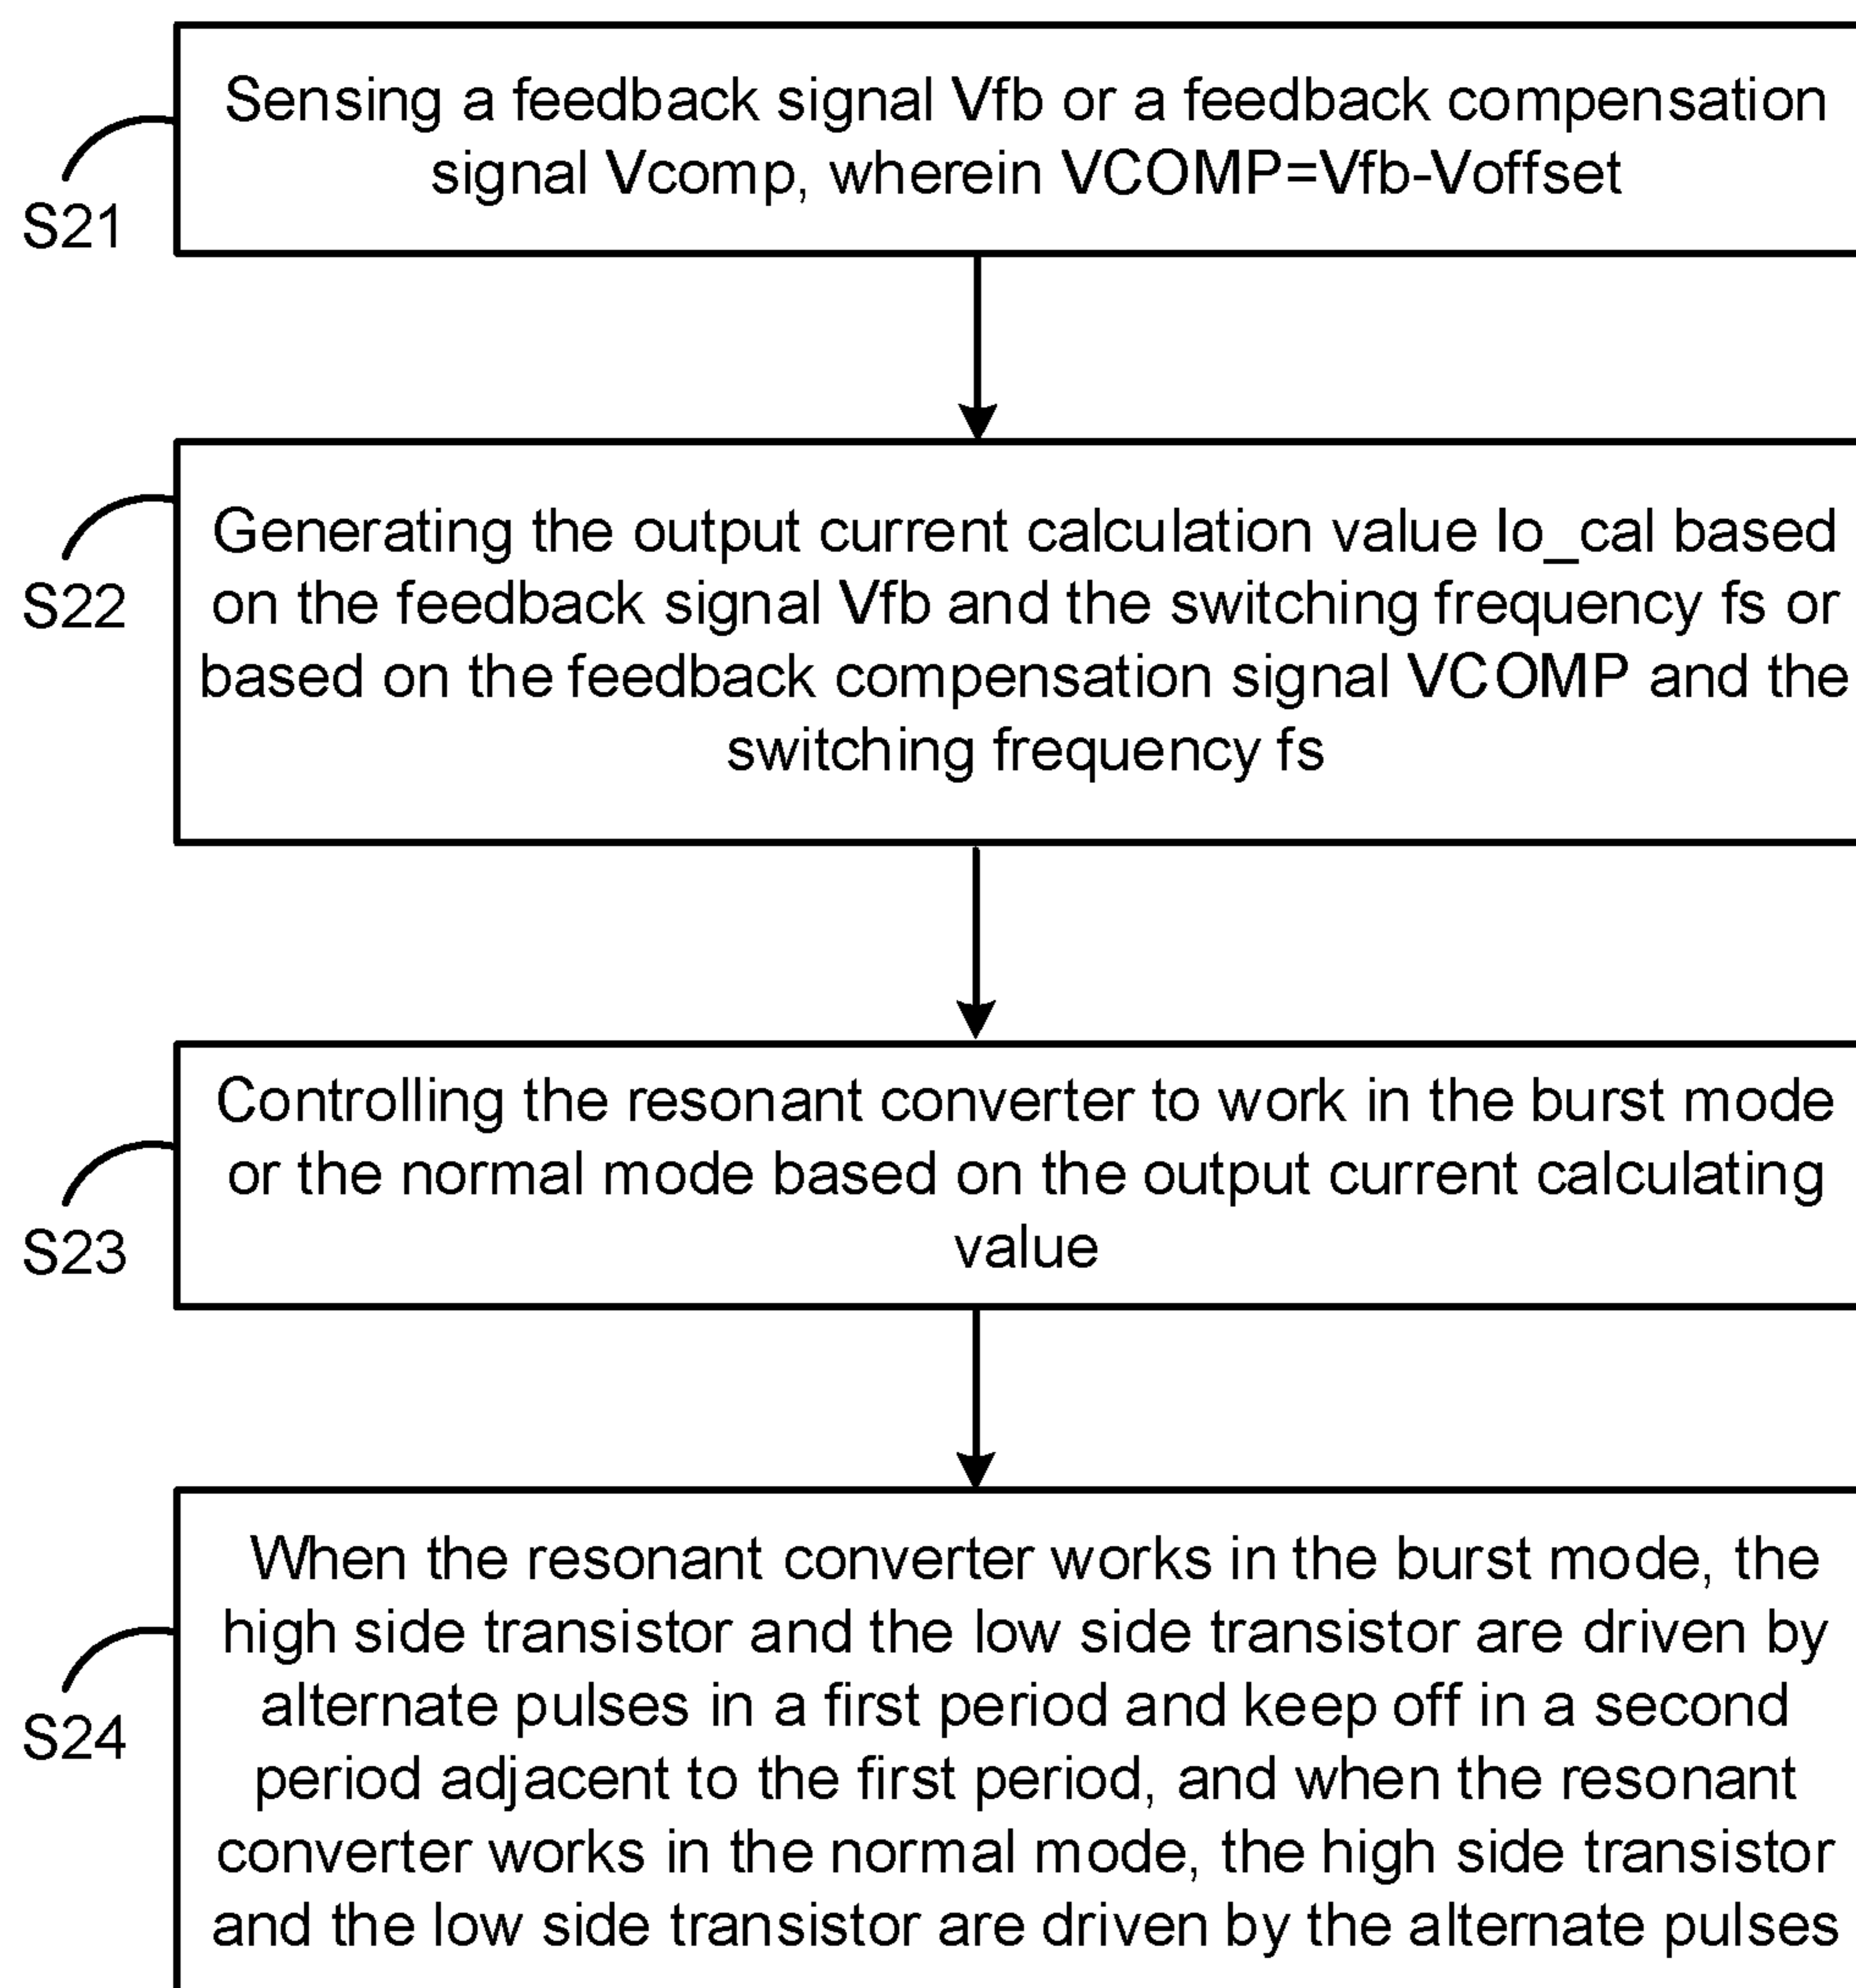 Sensing a feedback signal Vfb or a feedback compensation
signal Vcomp, wherein VCOMP=Vfb-Voffset
S21
Generating the output current calculation value Io_cal based
on the feedback signal Vfb and the switching frequency fs or
based on the feedback compensation signal VCOMP and the
switching frequency fs
S22
Controlling the resonant converter to work in the burst mode
or the normal mode based on the output current calculating
value
S23
When the resonant converter works in the burst mode, the
high side transistor and the low side transistor are driven by
alternate pulses in a first period and keep off in a second
period adjacent to the first period, and when the resonant
converter works in the normal mode, the high side transistor
and the low side transistor are driven by the alternate pulses
S24